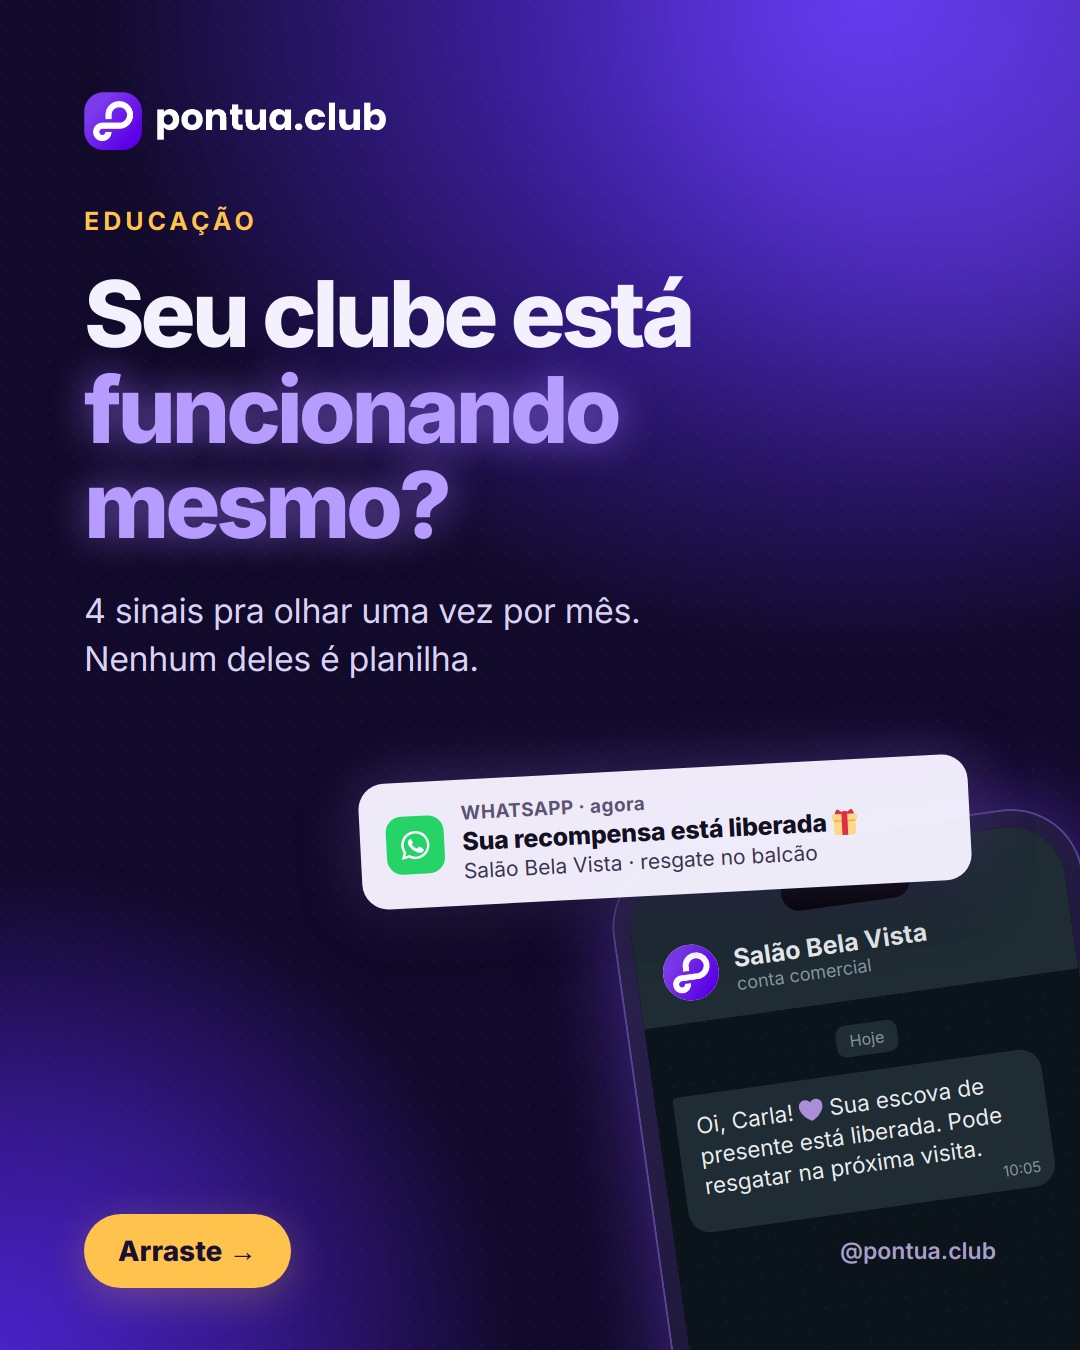 pontua.club
EDUCAÇÃO
Seu clube está
funcionando
mesmo?
4 sinais pra olhar uma vez por mês.
Nenhum deles é planilha.
WHATSAPP · agora
Sua recompensa está liberada 🎁
Salão Bela Vista · resgate no balcão
Salão Bela Vista
conta comercial
Hoje
Oi, Carla! 💜 Sua escova de
presente está liberada. Pode
resgatar na próxima visita.
10:05
Arraste →
@pontua.club